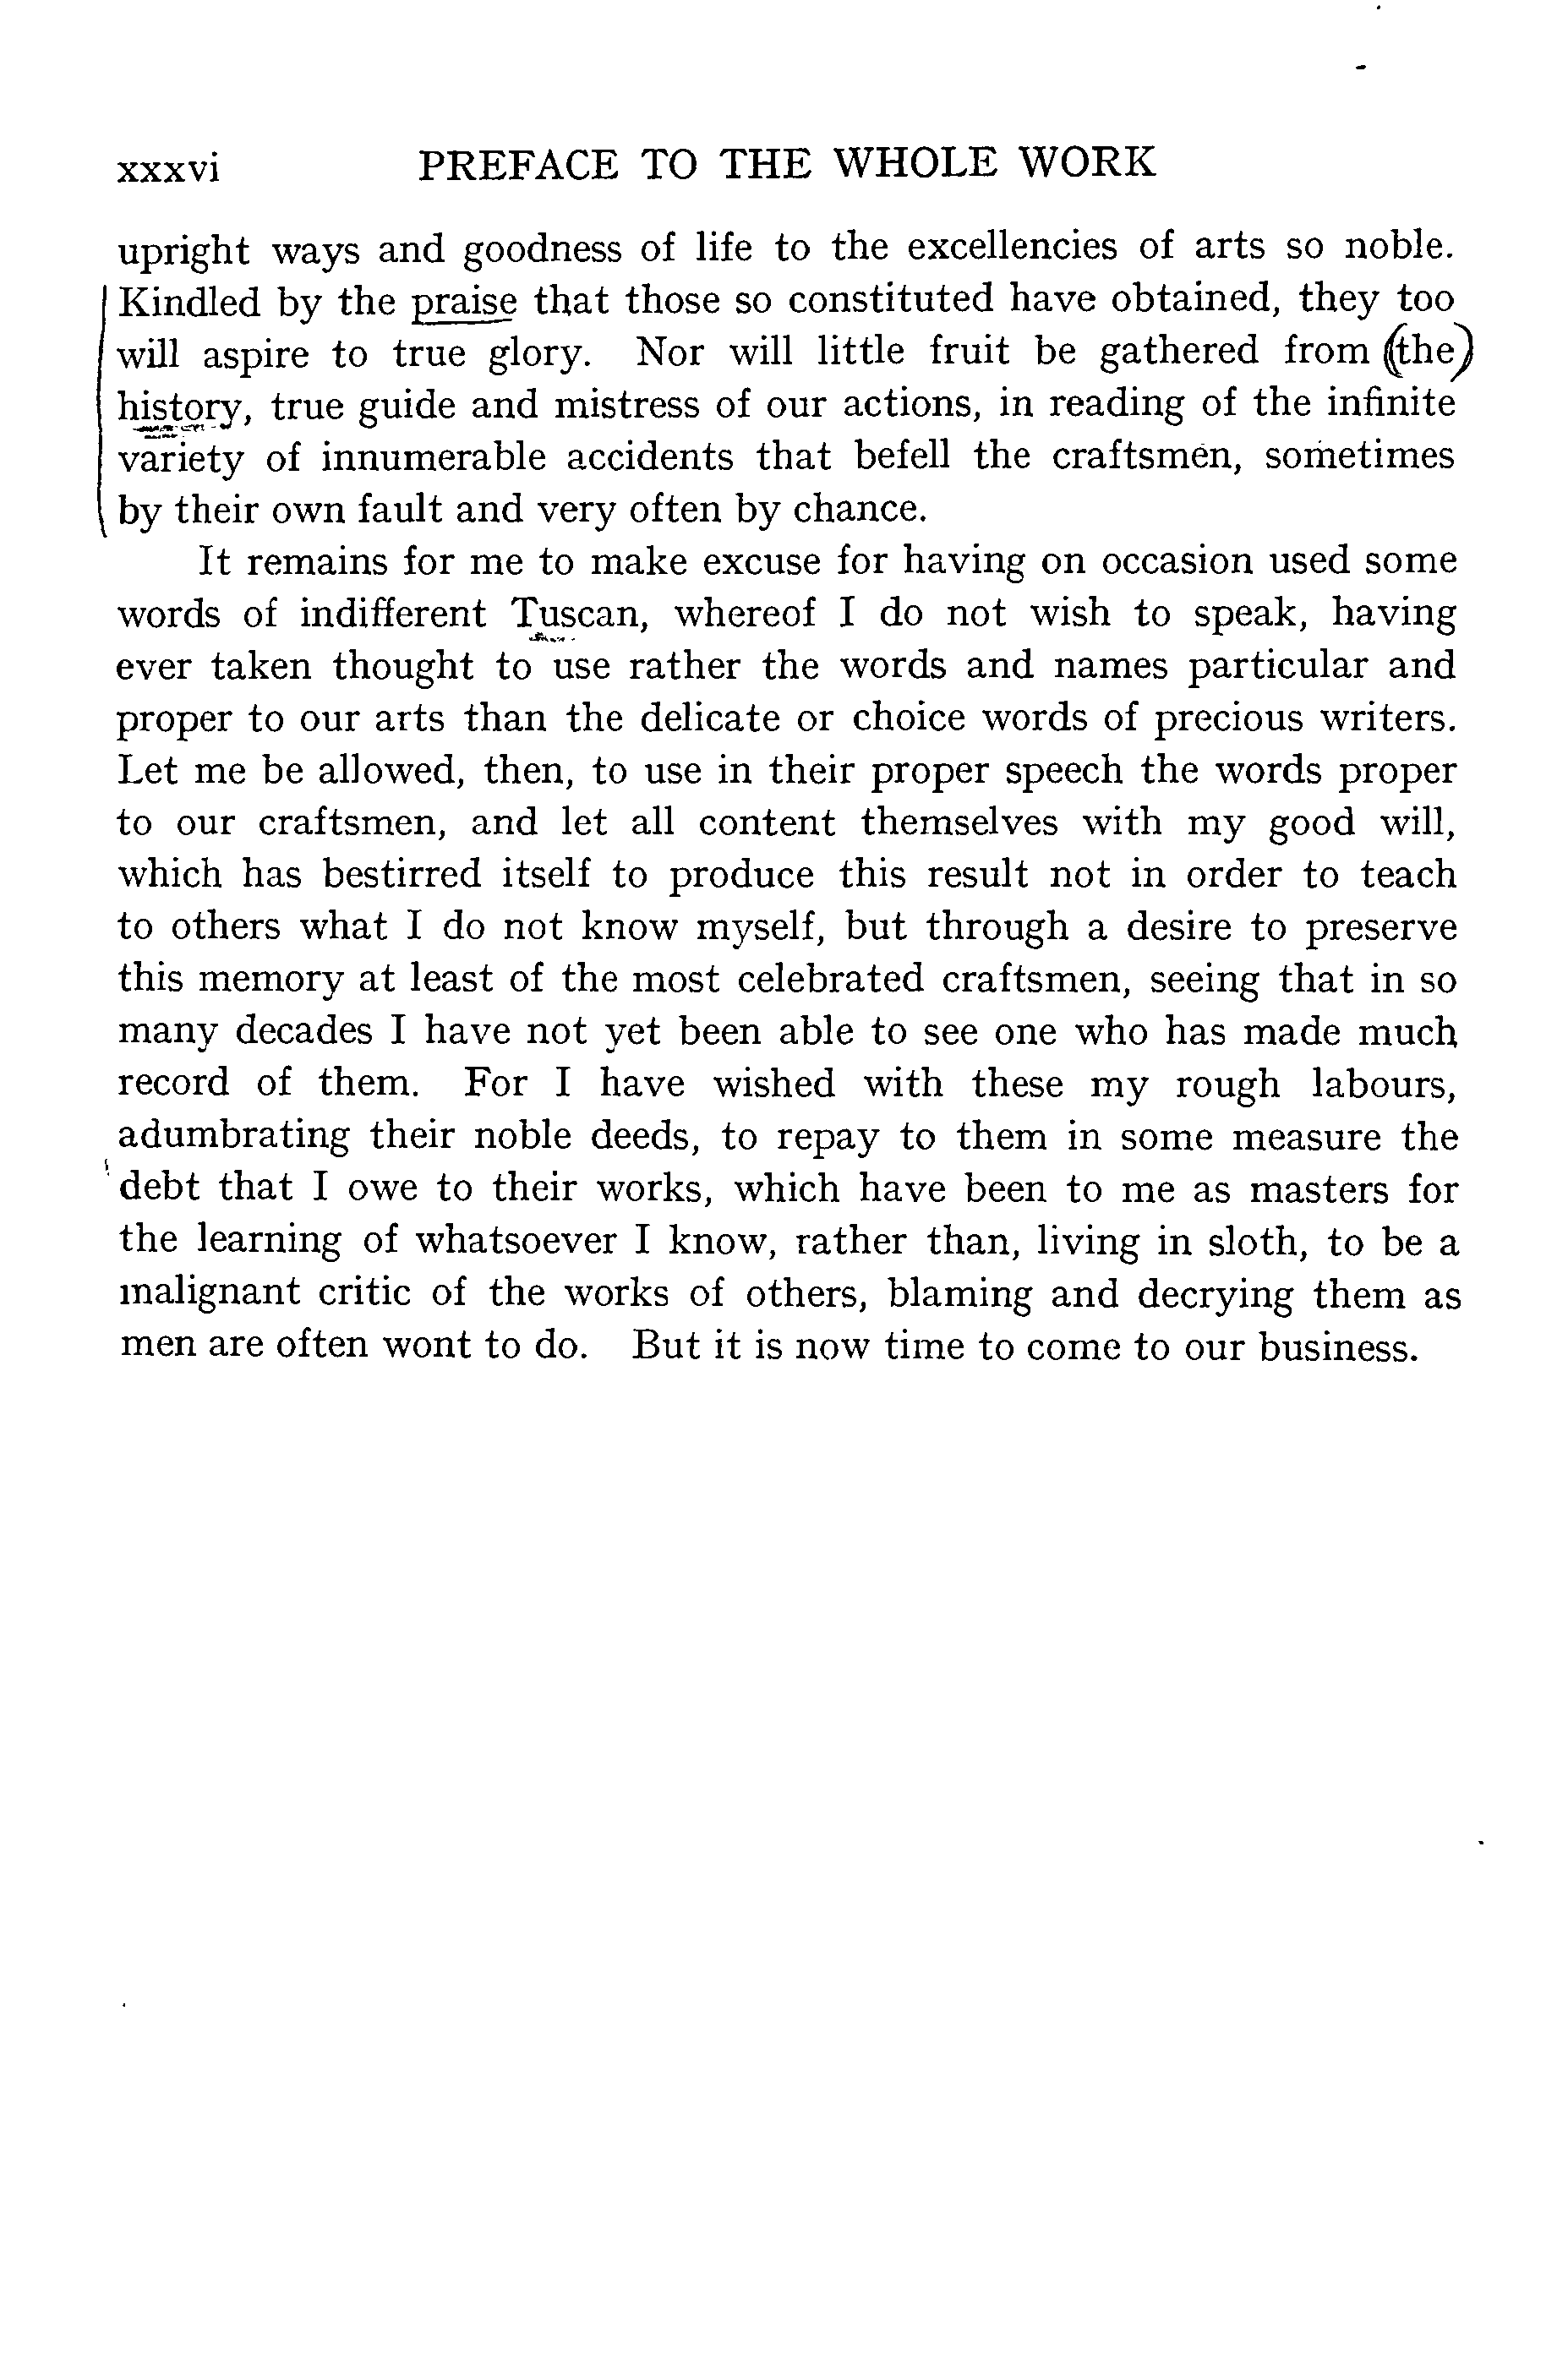 xxxvi PREFACE TO THE WHOLE WORK
upright ways and goodness of life to the excellencies of arts so noble.
Kindled by the praise that those so constituted have obtained, they too
will aspire to true glory. Nor will little fruit be gathered from (the)
history, true guide and mistress of our actions, in reading of the infinite
variety of innumerable accidents that befell the craftsmen, sometimes
by their own fault and very often by chance.
It remains for me to make excuse for having on occasion used some
words of indifferent Tuscan, whereof I do not wish to speak, having
ever taken thought to use rather the words and names particular and
proper to our arts than the delicate or choice words of precious writers.
Let me be allowed, then, to use in their proper speech the words proper
to our craftsmen, and let all content themselves with my good will,
which has bestirred itself to produce this result not in order to teach
to others what I do not know myself, but through a desire to preserve
this memory at least of the most celebrated craftsmen, seeing that in so
many decades I have not yet been able to see one who has made much
record of them. For I have wished with these my rough labours,
adumbrating their noble deeds, to repay to them in some measure the
debt that I owe to their works, which have been to me as masters for
the learning of whatsoever I know, rather than, living in sloth, to be a
malignant critic of the works of others, blaming and decrying them as
men are often wont to do. But it is now time to come to our business.